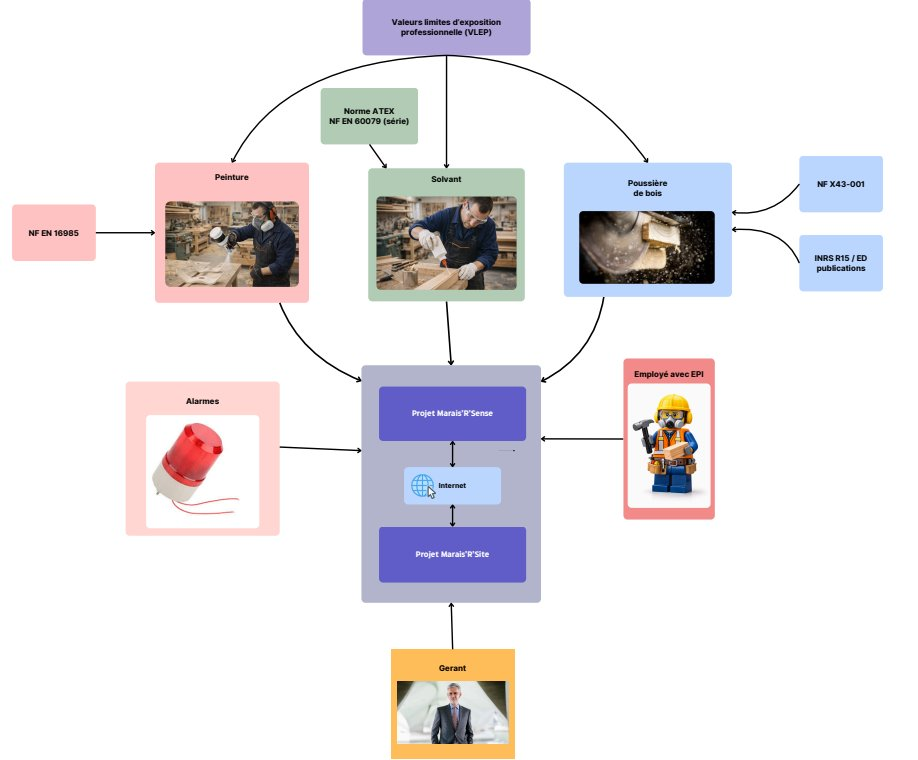 Valeurs limites d'exposition
professionnelle (VLEP)
Norme ATEX
NF EN 60079 (série)
Peinture
Solvant
Poussière
de bois
NF X43-001
NF EN 16985
INRS R15 / ED
publications
Employé avec EPI
Alarmes
Projet Marais'R'Sense
Internet
Projet Marais'R'Site
Gerant